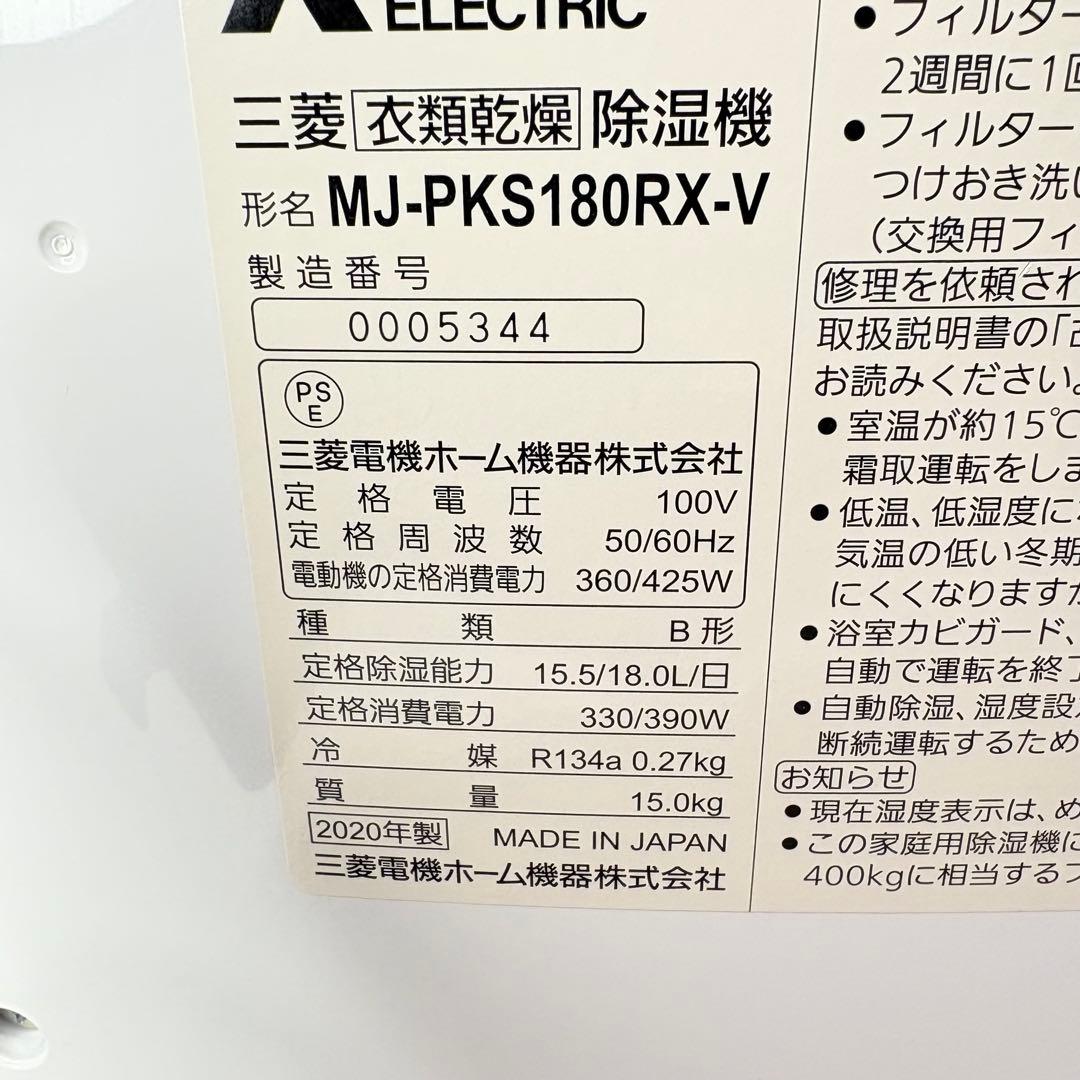 ELECTRIC
三菱 衣類乾燥 除湿機
形名 MJ-PKS180RX-V
製造番号
0005344
PS
E
三菱電機ホーム機器株式会社
定格電圧 100V
定格周波数 50/60Hz
電動機の定格消費電力 360/425W
種類 B形
定格除湿能力 15.5/18.0L/日
定格消費電力 330/390W
冷媒 R134a 0.27kg
質量 15.0kg
2020年製 MADE IN JAPAN
三菱電機ホーム機器株式会社
●フィルター
2週間に1回
●フィルター
つけおき洗い
(交換用フィ
修理を依頼され
取扱説明書の「
お読みください。
●室温が約15℃
霜取運転をしま
●低温、低湿度に
気温の低い冬期
にくくなりますが
●浴室カビガード、
自動で運転を終了
●自動除湿、湿度設定
断続運転するため
お知らせ
●現在湿度表示は、め
●この家庭用除湿機に
400kgに相当するフ